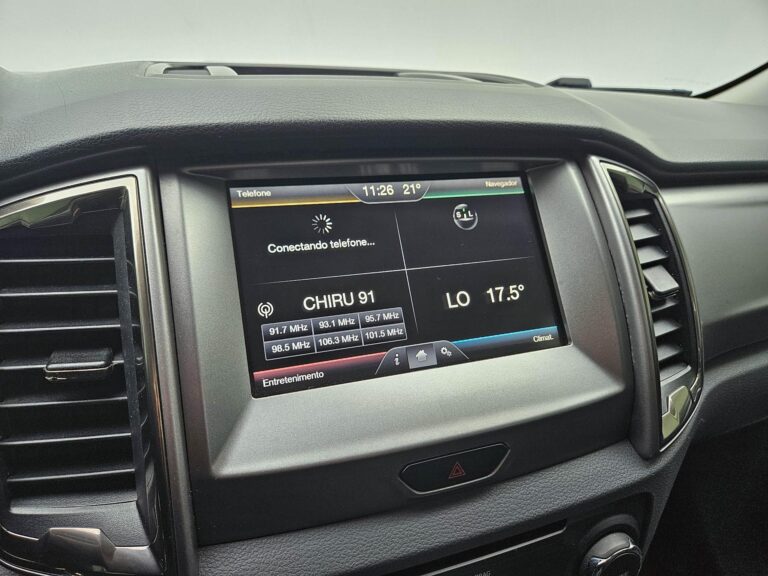 Telefone
11:26 21°
Navegador
Conectando telefone...
S L
CHIRU 91
91.7 MHz 93.1 MHz 95.7 MHz
98.5 MHz 106.3 MHz 101.5 MHz
LO 17.5°
Entretenimento
i
Climat.